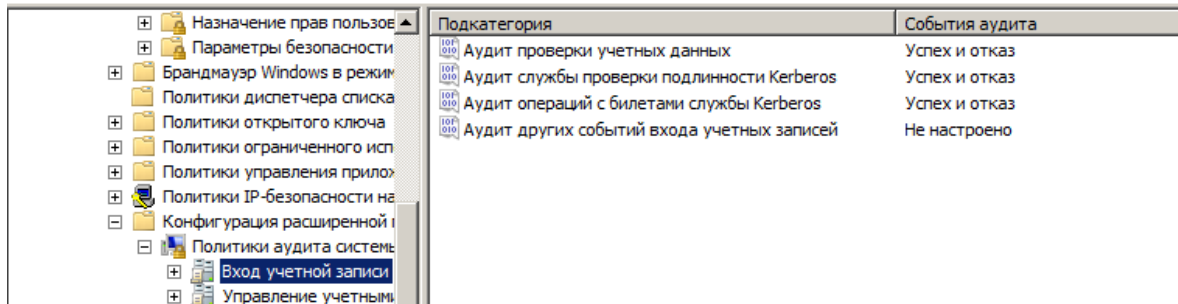 Назначение прав пользов
Параметры безопасности
Брандмауэр Windows в режим
Политики диспетчера списка
Политики открытого ключа
Политики ограниченного исп
Политики управления прилож
Политики IP-безопасности на
Конфигурация расширенной
Политики аудита системы
Вход учетной записи
Управление учетными
Подкатегория События аудита
Аудит проверки учетных данных Успех и отказ
Аудит службы проверки подлинности Kerberos Успех и отказ
Аудит операций с билетами службы Kerberos Успех и отказ
Аудит других событий входа учетных записей Не настроено